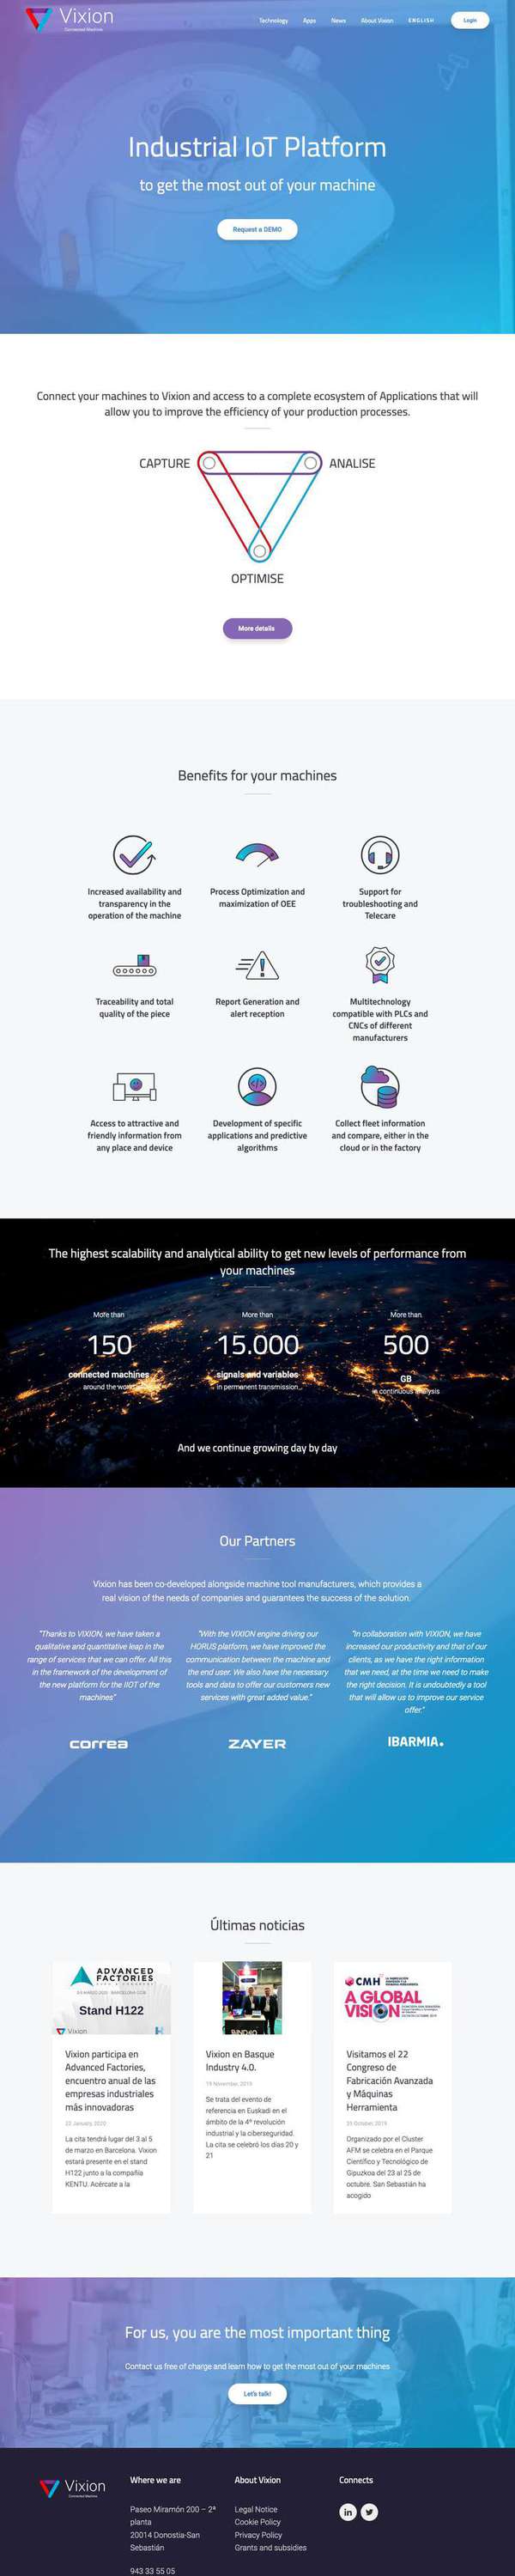 Vixion
Connected Machine
Technology Apps News About Vixion ENGLISH Login
Industrial IoT Platform
to get the most out of your machine
Request a DEMO
Connect your machines to Vixion and access to a complete ecosystem of Applications that will
allow you to improve the efficiency of your production processes.
CAPTURE
ANALISE
OPTIMISE
More details
Benefits for your machines
Increased availability and
transparency in the
operation of the machine
Process Optimization and
maximization of OEE
Support for
troubleshooting and
Telecare
Traceability and total
quality of the piece
Report Generation and
alert reception
Multitechnology
compatible with PLCs and
CNCs of different
manufacturers
Access to attractive and
friendly information from
any place and device
Development of specific
applications and predictive
algorithms
Collect fleet information
and compare, either in the
cloud or in the factory
The highest scalability and analytical ability to get new levels of performance from
your machines
More than
150
connected machines
around the
More than
15.000
signals and variables
in permanent transmission
More than
500
GB
in continuous analysis
And we continue growing day by day
Our Partners
Vixion has been co-developed alongside machine tool manufacturers, which provides a
real vision of the needs of companies and guarantees the success of the solution.
"Thanks to VIXION, we have taken a
qualitative and quantitative leap in the
range of services that we can offer. All this
in the framework of the development of
the new platform for the IIOT of the
machines"
correa
"With the VIXION engine driving our
HORUS platform, we have improved the
communication between the machine and
the end user. We also have the necessary
tools and data to offer our customers new
services with great added value."
ZAYER
"In collaboration with VIXION, we have
increased our productivity and that of our
clients, as we have the right information
that we need, at the time we need to make
the right decision. It is undoubtedly a tool
that will allow us to improve our service
offer."
IBARMIA.
Últimas noticias
ADVANCED
FACTORIES
Stand H122
Vixion
Vixion participa en
Advanced Factories,
encuentro anual de las
empresas industriales
más innovadoras
22 January, 2020
La cita tendrá lugar del 3 al 5
de marzo en Barcelona. Vixion
estará presente en el stand
H122 junto a la compañía
KENTU. Acércate a la
Vixion en Basque
Industry 4.0.
19 November, 2019
Se trata del evento de
referencia en Euskadi en el
ámbito de la 4ª revolución
industrial y la ciberseguridad.
La cita se celebró los días 20 y
21
CMH
A GLOBAL
VISION
Visitamos el 22
Congreso de
Fabricación Avanzada
y Máquinas
Herramienta
October, 2019
Organizado por el Cluster
AFM se celebra en el Parque
Científico y Tecnológico de
Gipuzkoa del 23 al 25 de
octubre. San Sebastián ha
acogido
For us, you are the most important thing
Contact us free of charge and learn how to get the most out of your machines
Let's talk!
Vixion
Connected Machine
Where we are
Paseo Miramón 200 – 2ª
planta
20014 Donostia-San
Sebastián
943 33 55 05
About Vixion
Legal Notice
Cookie Policy
Privacy Policy
Grants and subsidies
Connects
in